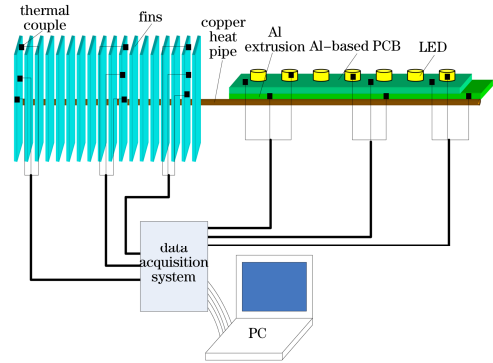 thermal
couple
fins
copper
heat
pipe
Al
extrusion
Al-based PCB
LED
data
acquisition
system
PC